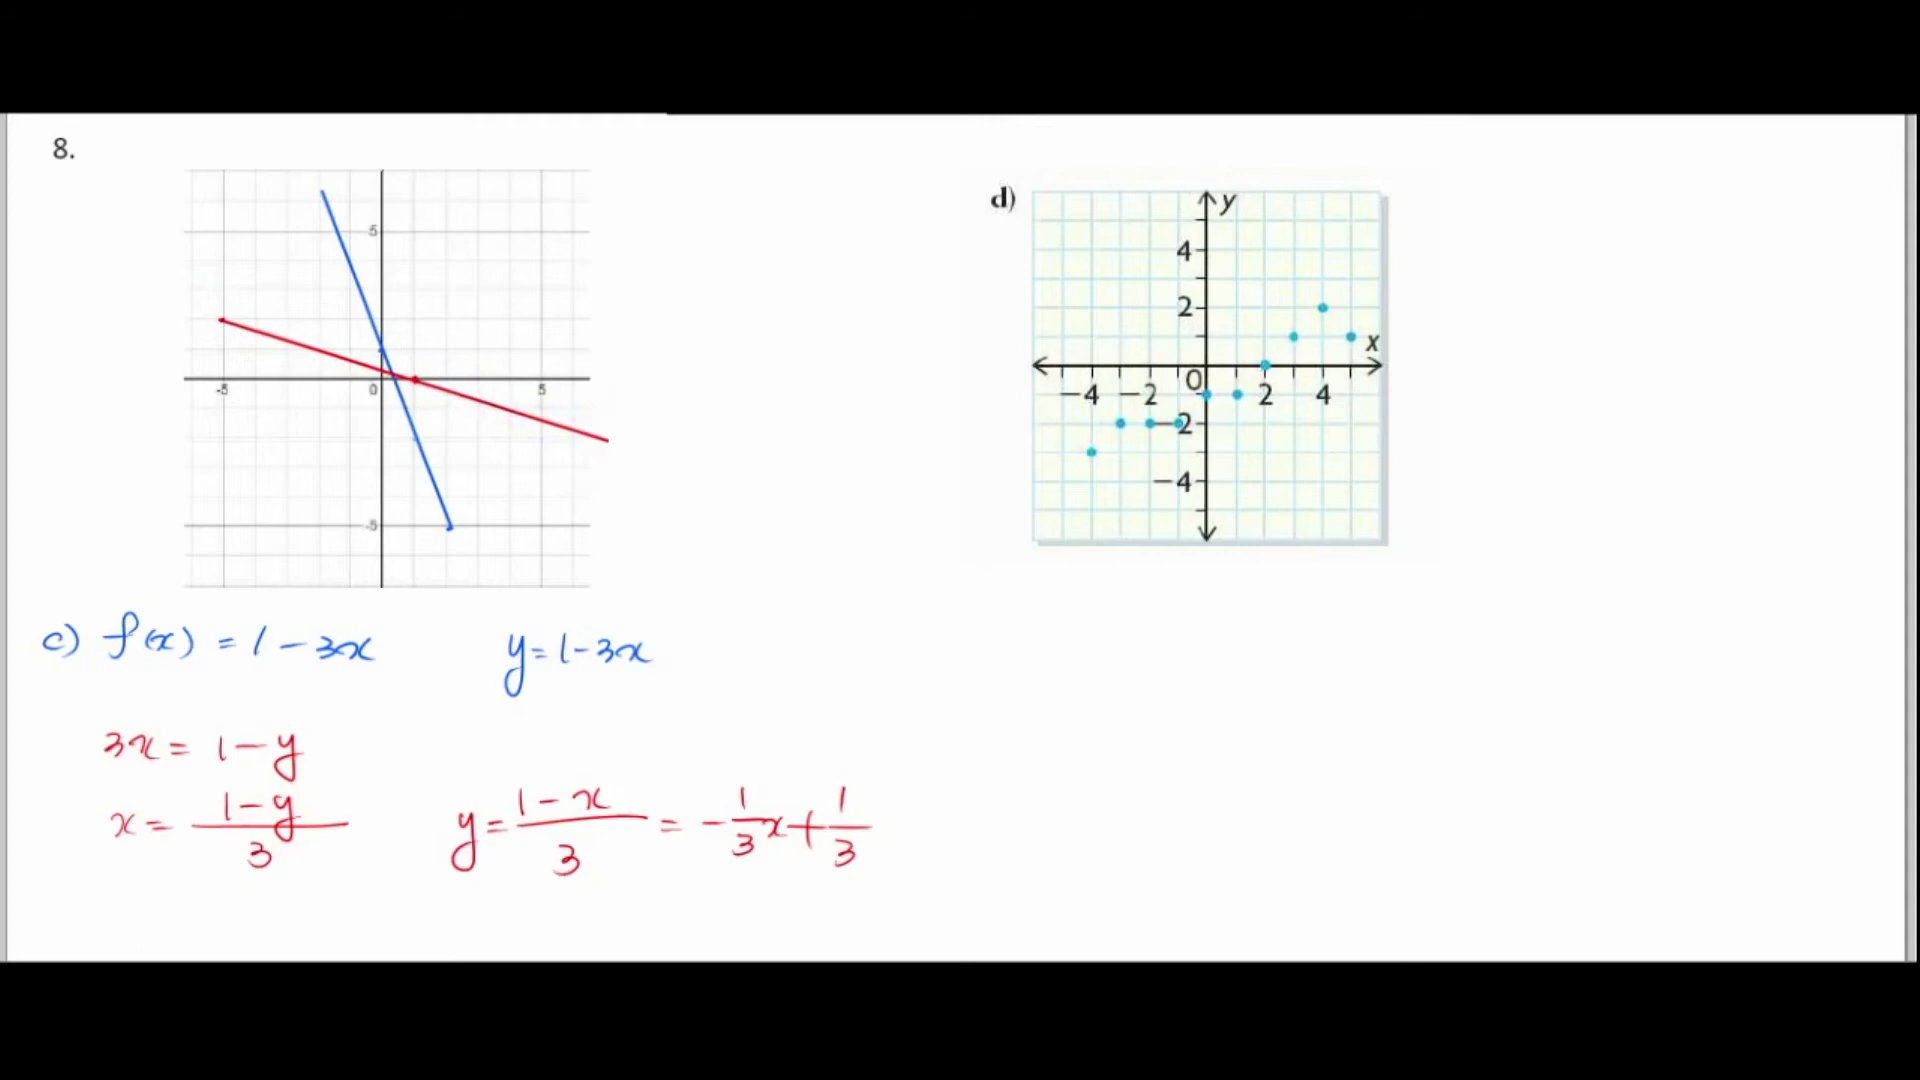 8.
5
-5
0
5
-5
c) f(x) = 1 - 3x
y = 1 - 3x
3x = 1 - y
x = (1 - y)/3
y = (1 - x)/3 = -1/3 x + 1/3
d)
y
4
2
x
0
-4 -2 2 4
-2
-4